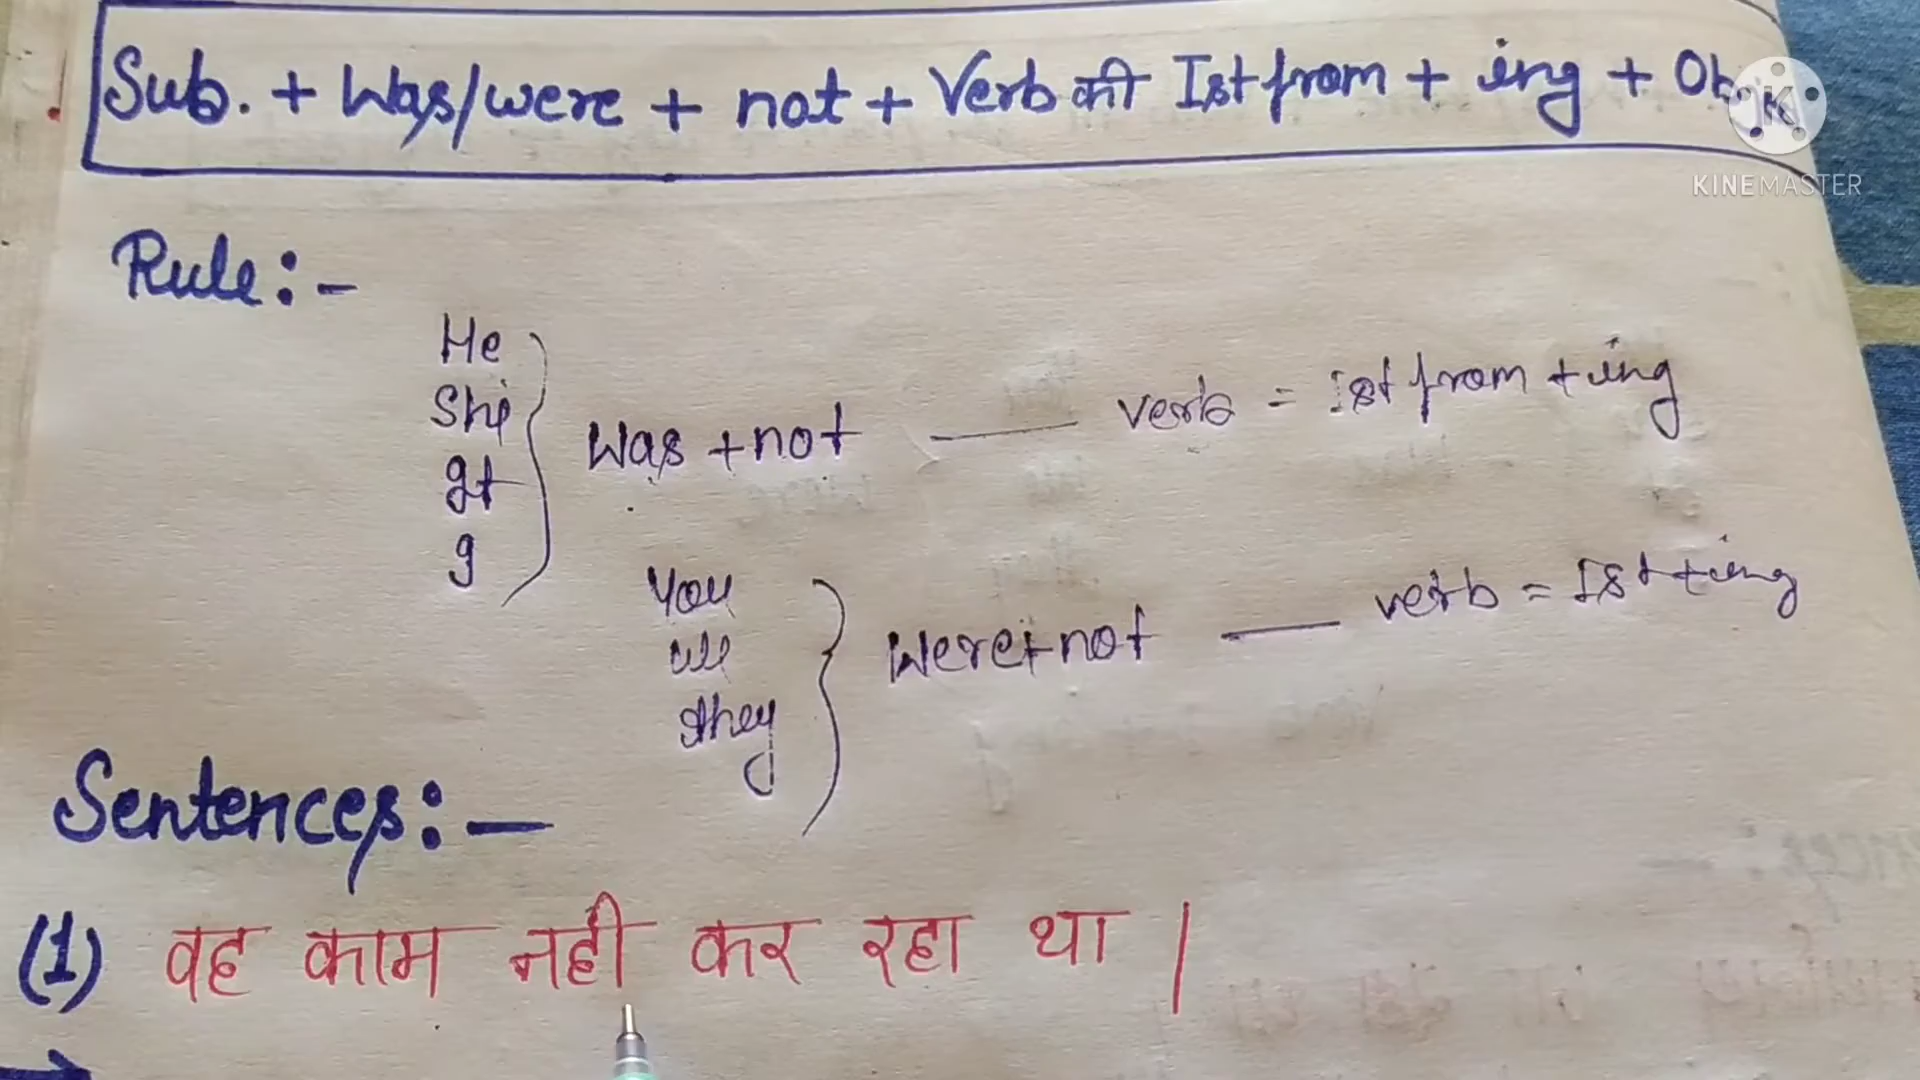 Sub. + Was/were + not + Verb की Ist from + ing + Ob
KINEMASTER
Rule:-
He
She
It
I
Was + not — verb = Ist from + ing
You
we
they
Were + not — verb = Ist + ing
Sentences:-
(1) वह काम नही कर रहा था |